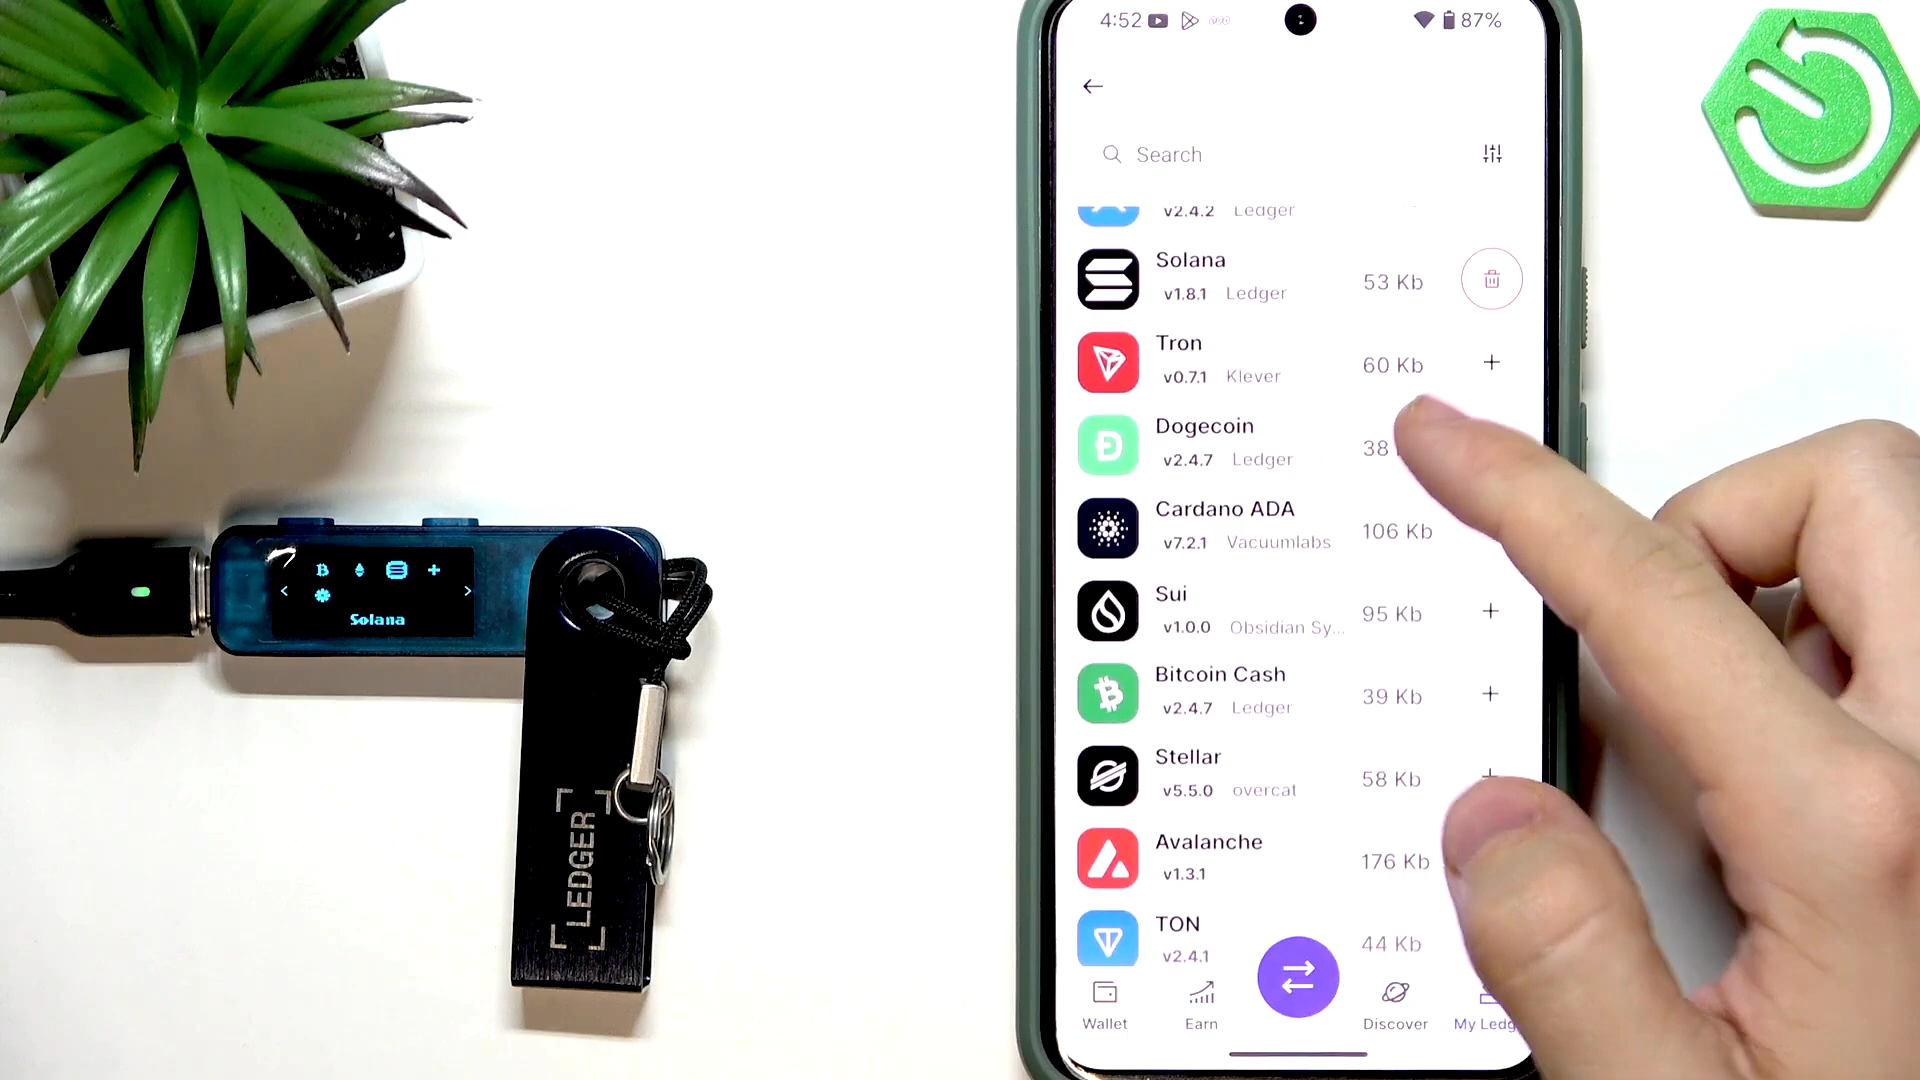 4:52
87%
Search
v2.4.2 Ledger
Solana
v1.8.1 Ledger
53 Kb
Tron
v0.7.1 Klever
60 Kb
Dogecoin
v2.4.7 Ledger
38
Cardano ADA
v7.2.1 Vacuumlabs
106 Kb
Sui
v1.0.0 Obsidian Sy...
95 Kb
Bitcoin Cash
v2.4.7 Ledger
39 Kb
Stellar
v5.5.0 overcat
58 Kb
Avalanche
v1.3.1
176 Kb
TON
v2.4.1
44 Kb
Wallet
Earn
Discover
My Ledg
Solana
LEDGER